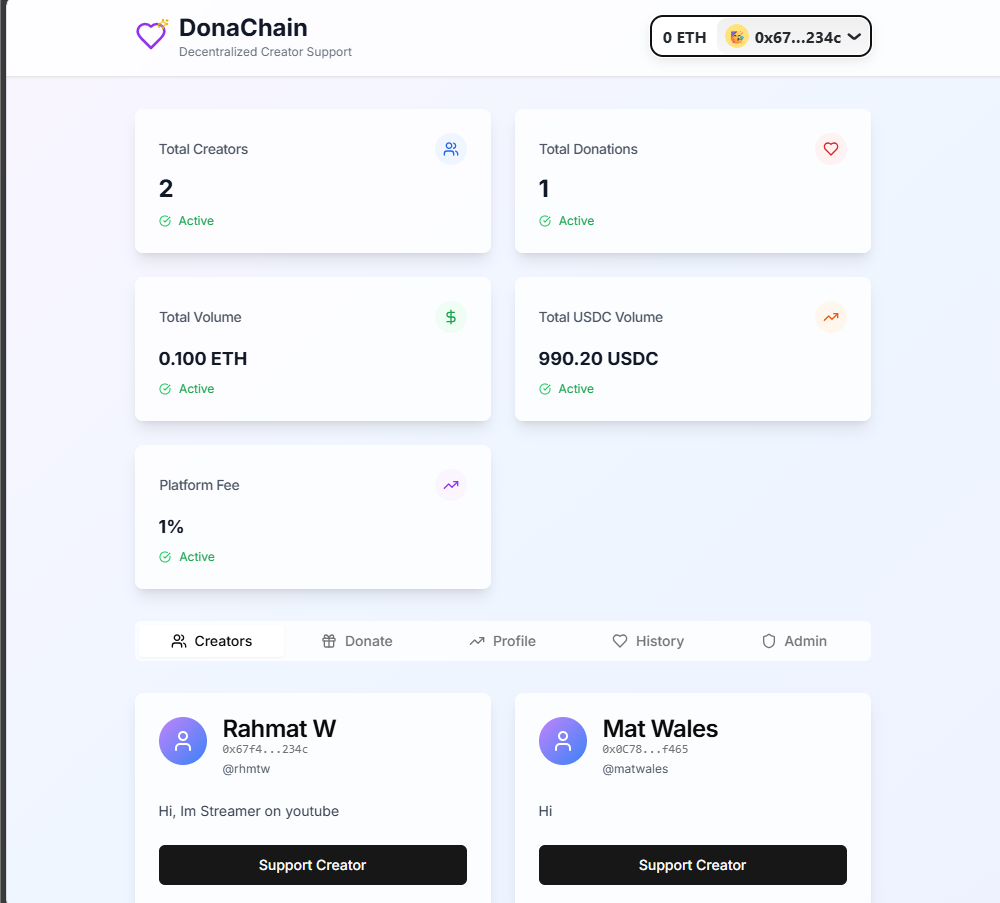 DonaChain
Decentralized Creator Support
0 ETH 0x67...234c
Total Creators
2
Active
Total Donations
1
Active
Total Volume
0.100 ETH
Active
Total USDC Volume
990.20 USDC
Active
Platform Fee
1%
Active
Creators Donate Profile History Admin
Rahmat W
0x67f4...234c
@rhmtw
Hi, Im Streamer on youtube
Support Creator
Mat Wales
0x0C78...f465
@matwales
Hi
Support Creator